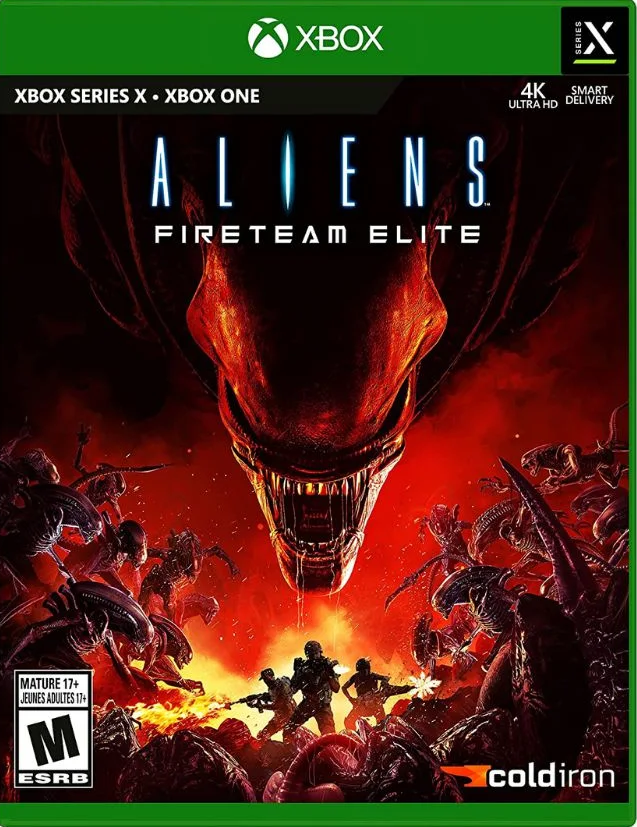 XBOX
SERIES X
XBOX SERIES X • XBOX ONE
4K
ULTRA HD
SMART
DELIVERY
ALIENS™
FIRETEAM ELITE
MATURE 17+
JEUNES ADULTES 17+
M
ESRB
coldiron